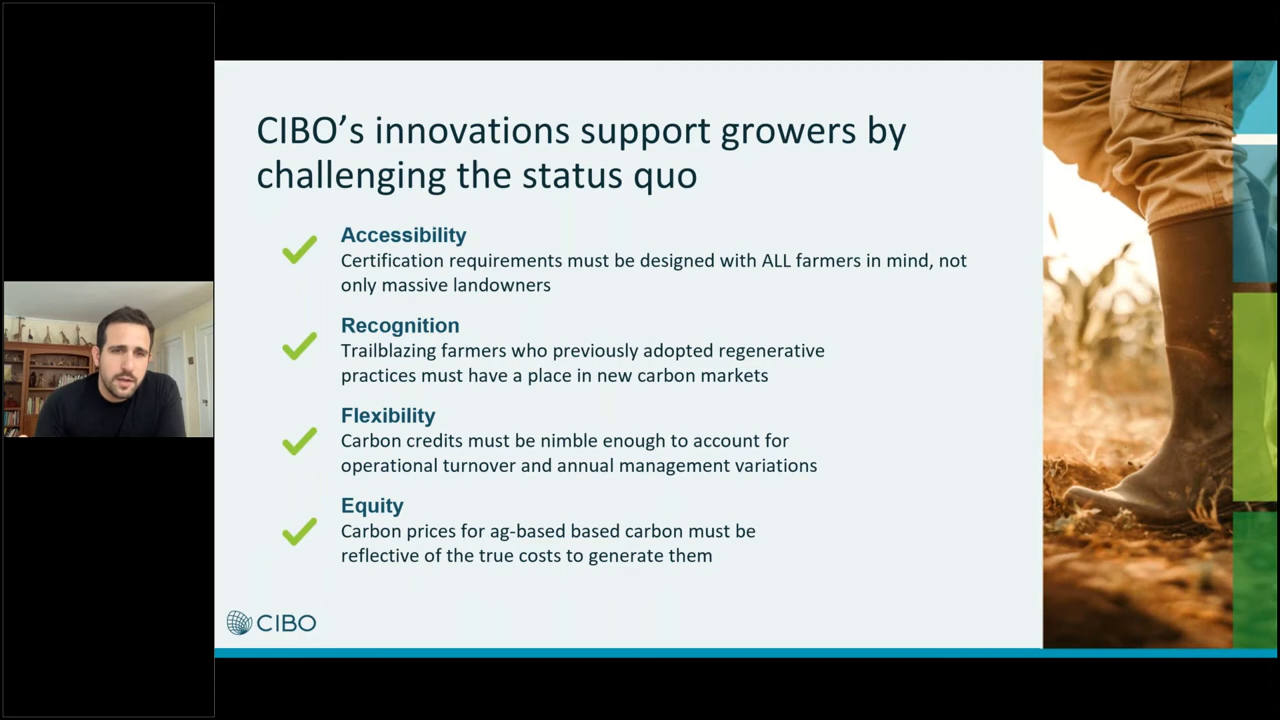 CIBO’s innovations support growers by
challenging the status quo
Accessibility
Certification requirements must be designed with ALL farmers in mind, not
only massive landowners
Recognition
Trailblazing farmers who previously adopted regenerative
practices must have a place in new carbon markets
Flexibility
Carbon credits must be nimble enough to account for
operational turnover and annual management variations
Equity
Carbon prices for ag-based based carbon must be
reflective of the true costs to generate them
CIBO